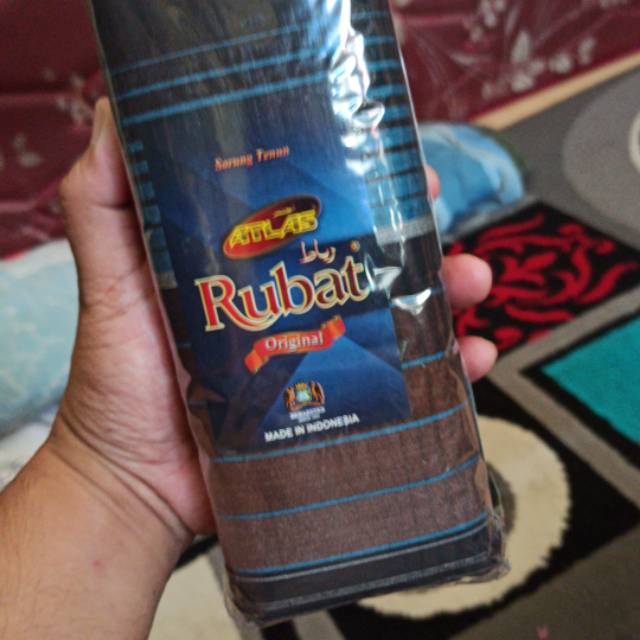 Sarung Tenun
ATLAS
رباط
Rubat®
Original
MADE IN INDONESIA